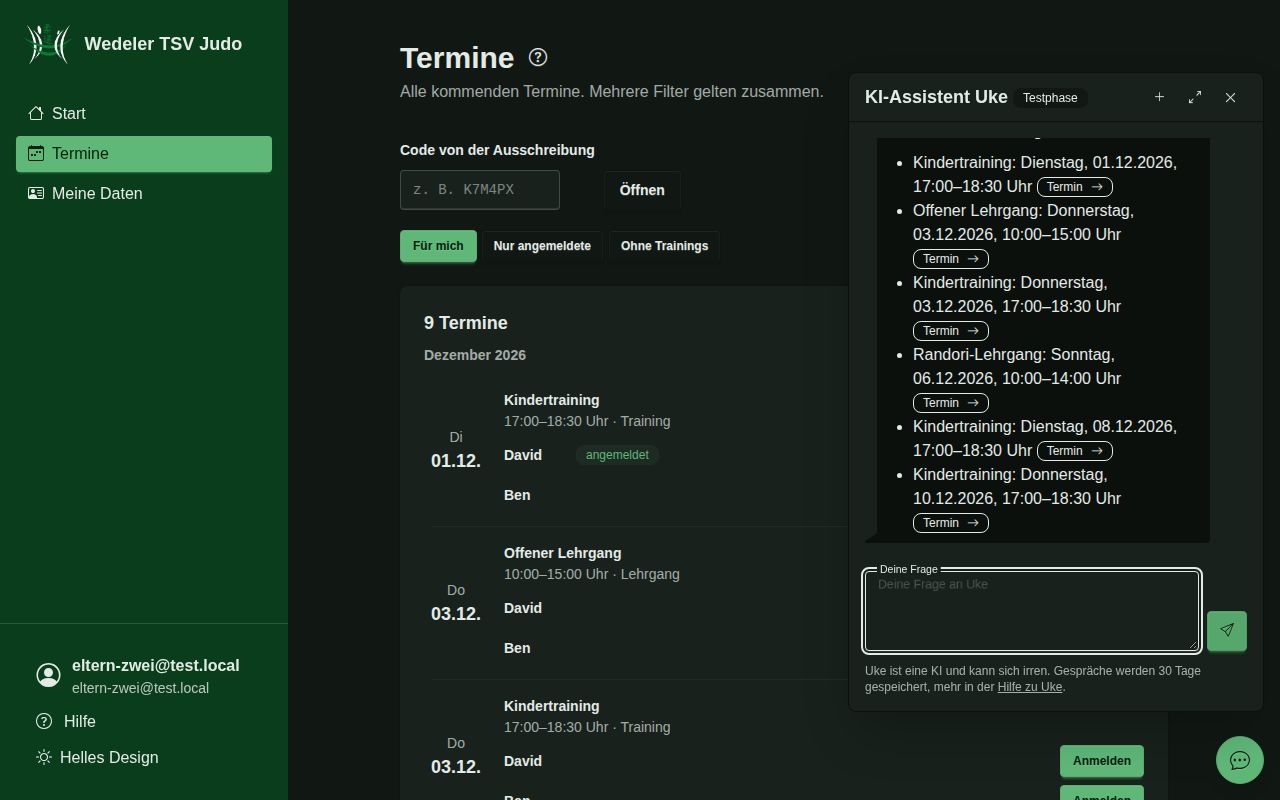 Wedeler TSV Judo
Start
Termine
Meine Daten
eltern-zwei@test.local
eltern-zwei@test.local
Hilfe
Helles Design
Termine
Alle kommenden Termine. Mehrere Filter gelten zusammen.
Code von der Ausschreibung
z. B. K7M4PX
Öffnen
Für mich
Nur angemeldete
Ohne Trainings
9 Termine
Dezember 2026
Di
01.12.
Kindertraining
17:00–18:30 Uhr · Training
David
angemeldet
Ben
Do
03.12.
Offener Lehrgang
10:00–15:00 Uhr · Lehrgang
David
Ben
Do
03.12.
Kindertraining
17:00–18:30 Uhr · Training
David
Anmelden
Ben
Anmelden
KI-Assistent Uke
Testphase
Kindertraining: Dienstag, 01.12.2026,
17:00–18:30 Uhr Termin →
Offener Lehrgang: Donnerstag,
03.12.2026, 10:00–15:00 Uhr
Termin →
Kindertraining: Donnerstag,
03.12.2026, 17:00–18:30 Uhr
Termin →
Randori-Lehrgang: Sonntag,
06.12.2026, 10:00–14:00 Uhr
Termin →
Kindertraining: Dienstag, 08.12.2026,
17:00–18:30 Uhr Termin →
Kindertraining: Donnerstag,
10.12.2026, 17:00–18:30 Uhr
Termin →
Deine Frage
Deine Frage an Uke
Uke ist eine KI und kann sich irren. Gespräche werden 30 Tage
gespeichert, mehr in der Hilfe zu Uke.